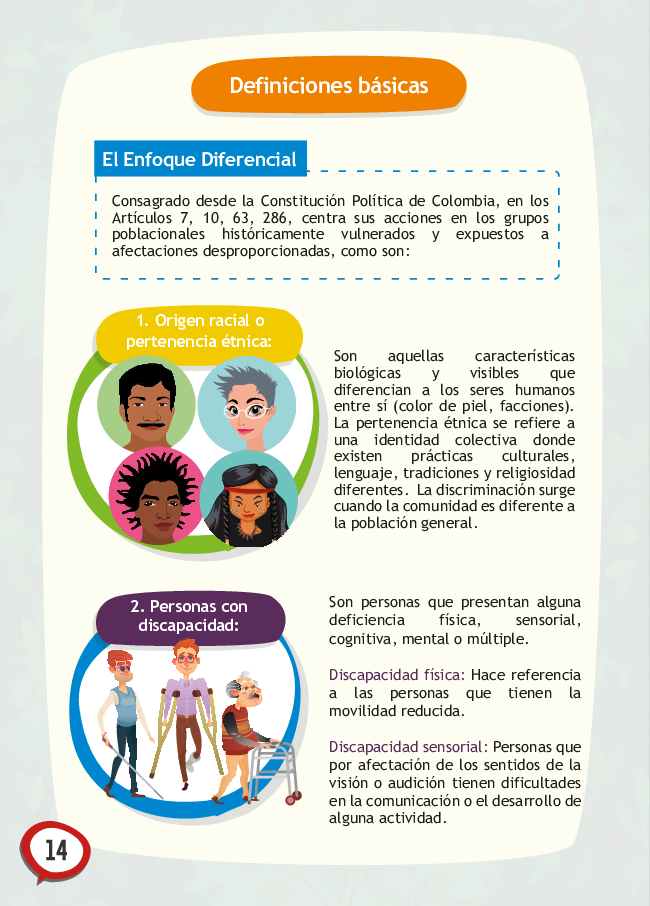 Definiciones básicas
El Enfoque Diferencial
Consagrado desde la Constitución Política de Colombia, en los
Artículos 7, 10, 63, 286, centra sus acciones en los grupos
poblacionales históricamente vulnerados y expuestos a
afectaciones desproporcionadas, como son:
1. Origen racial o
pertenencia étnica:
Son aquellas características
biológicas y visibles que
diferencian a los seres humanos
entre sí (color de piel, facciones).
La pertenencia étnica se refiere a
una identidad colectiva donde
existen prácticas culturales,
lenguaje, tradiciones y religiosidad
diferentes. La discriminación surge
cuando la comunidad es diferente a
la población general.
2. Personas con
discapacidad:
Son personas que presentan alguna
deficiencia física, sensorial,
cognitiva, mental o múltiple.
Discapacidad física: Hace referencia
a las personas que tienen la
movilidad reducida.
Discapacidad sensorial: Personas que
por afectación de los sentidos de la
visión o audición tienen dificultades
en la comunicación o el desarrollo de
alguna actividad.
14